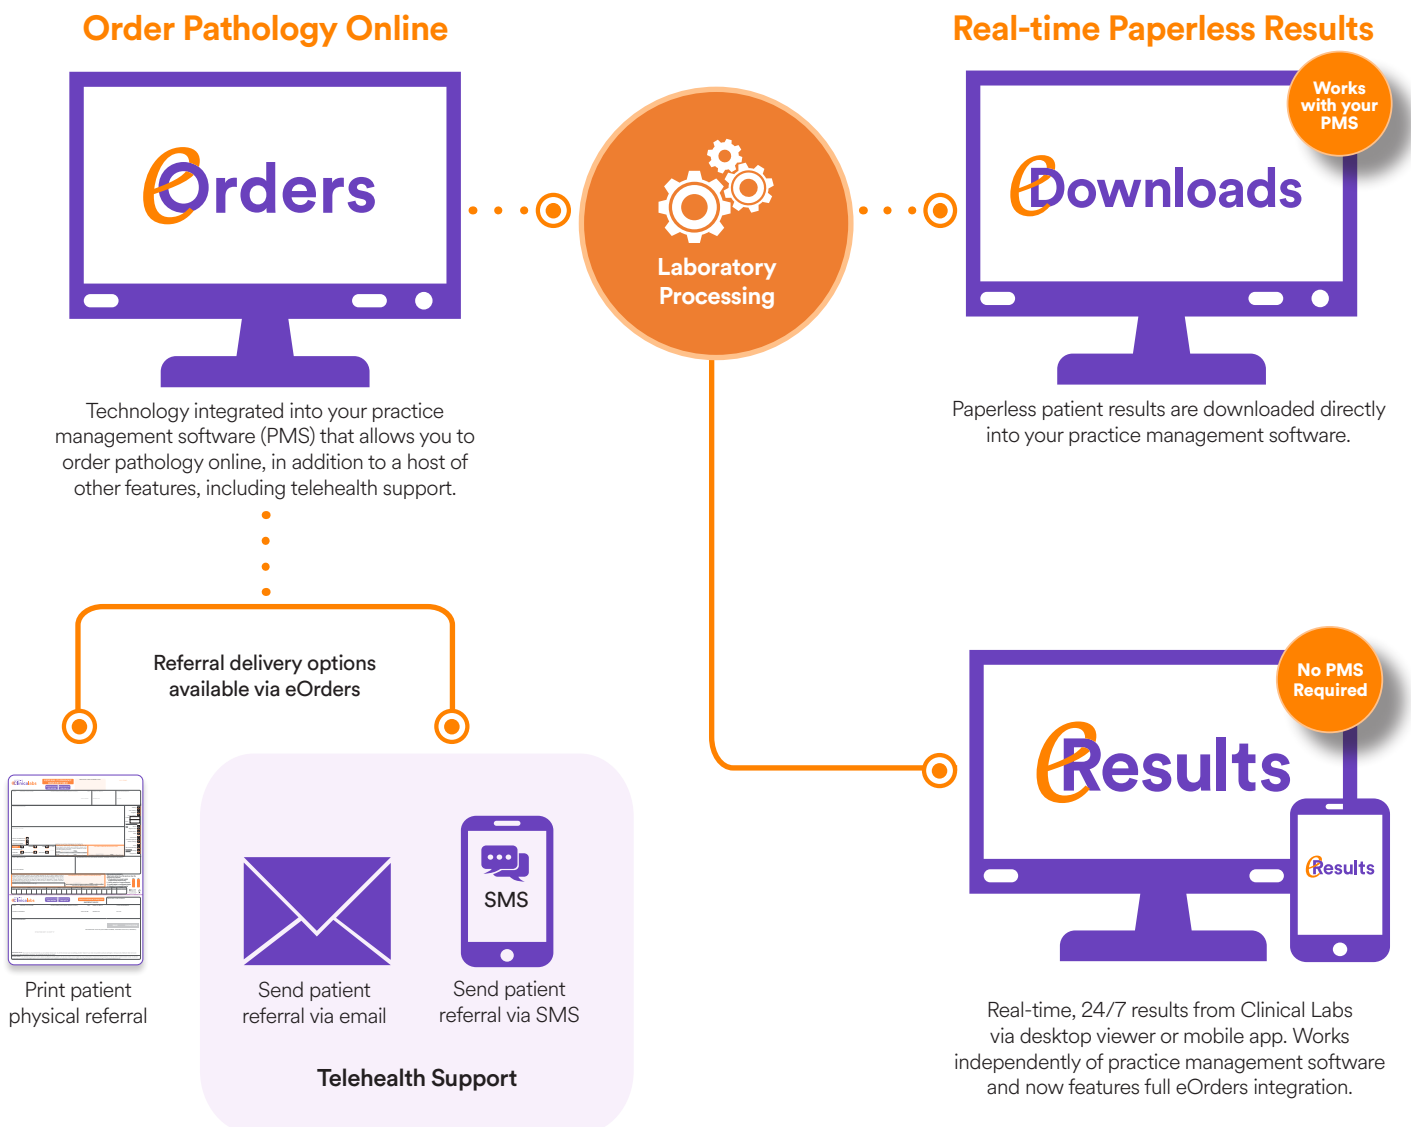 Order Pathology Online
eOrders
Technology integrated into your practice
management software (PMS) that allows you to
order pathology online, in addition to a host of
other features, including telehealth support.
Referral delivery options
available via eOrders
Clinicallabs
Clinicallabs
Print patient
physical referral
Send patient
referral via email
SMS
Send patient
referral via SMS
Telehealth Support
Laboratory
Processing
Real-time Paperless Results
Works
with your
PMS
eDownloads
Paperless patient results are downloaded directly
into your practice management software.
No PMS
Required
eResults
eResults
Real-time, 24/7 results from Clinical Labs
via desktop viewer or mobile app. Works
independently of practice management software
and now features full eOrders integration.